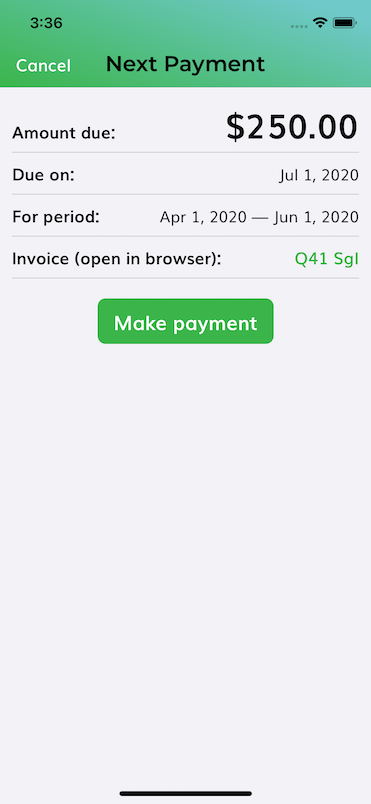 3:36
Cancel Next Payment
Amount due: $250.00
Due on: Jul 1, 2020
For period: Apr 1, 2020 — Jun 1, 2020
Invoice (open in browser): Q41 Sgl
Make payment